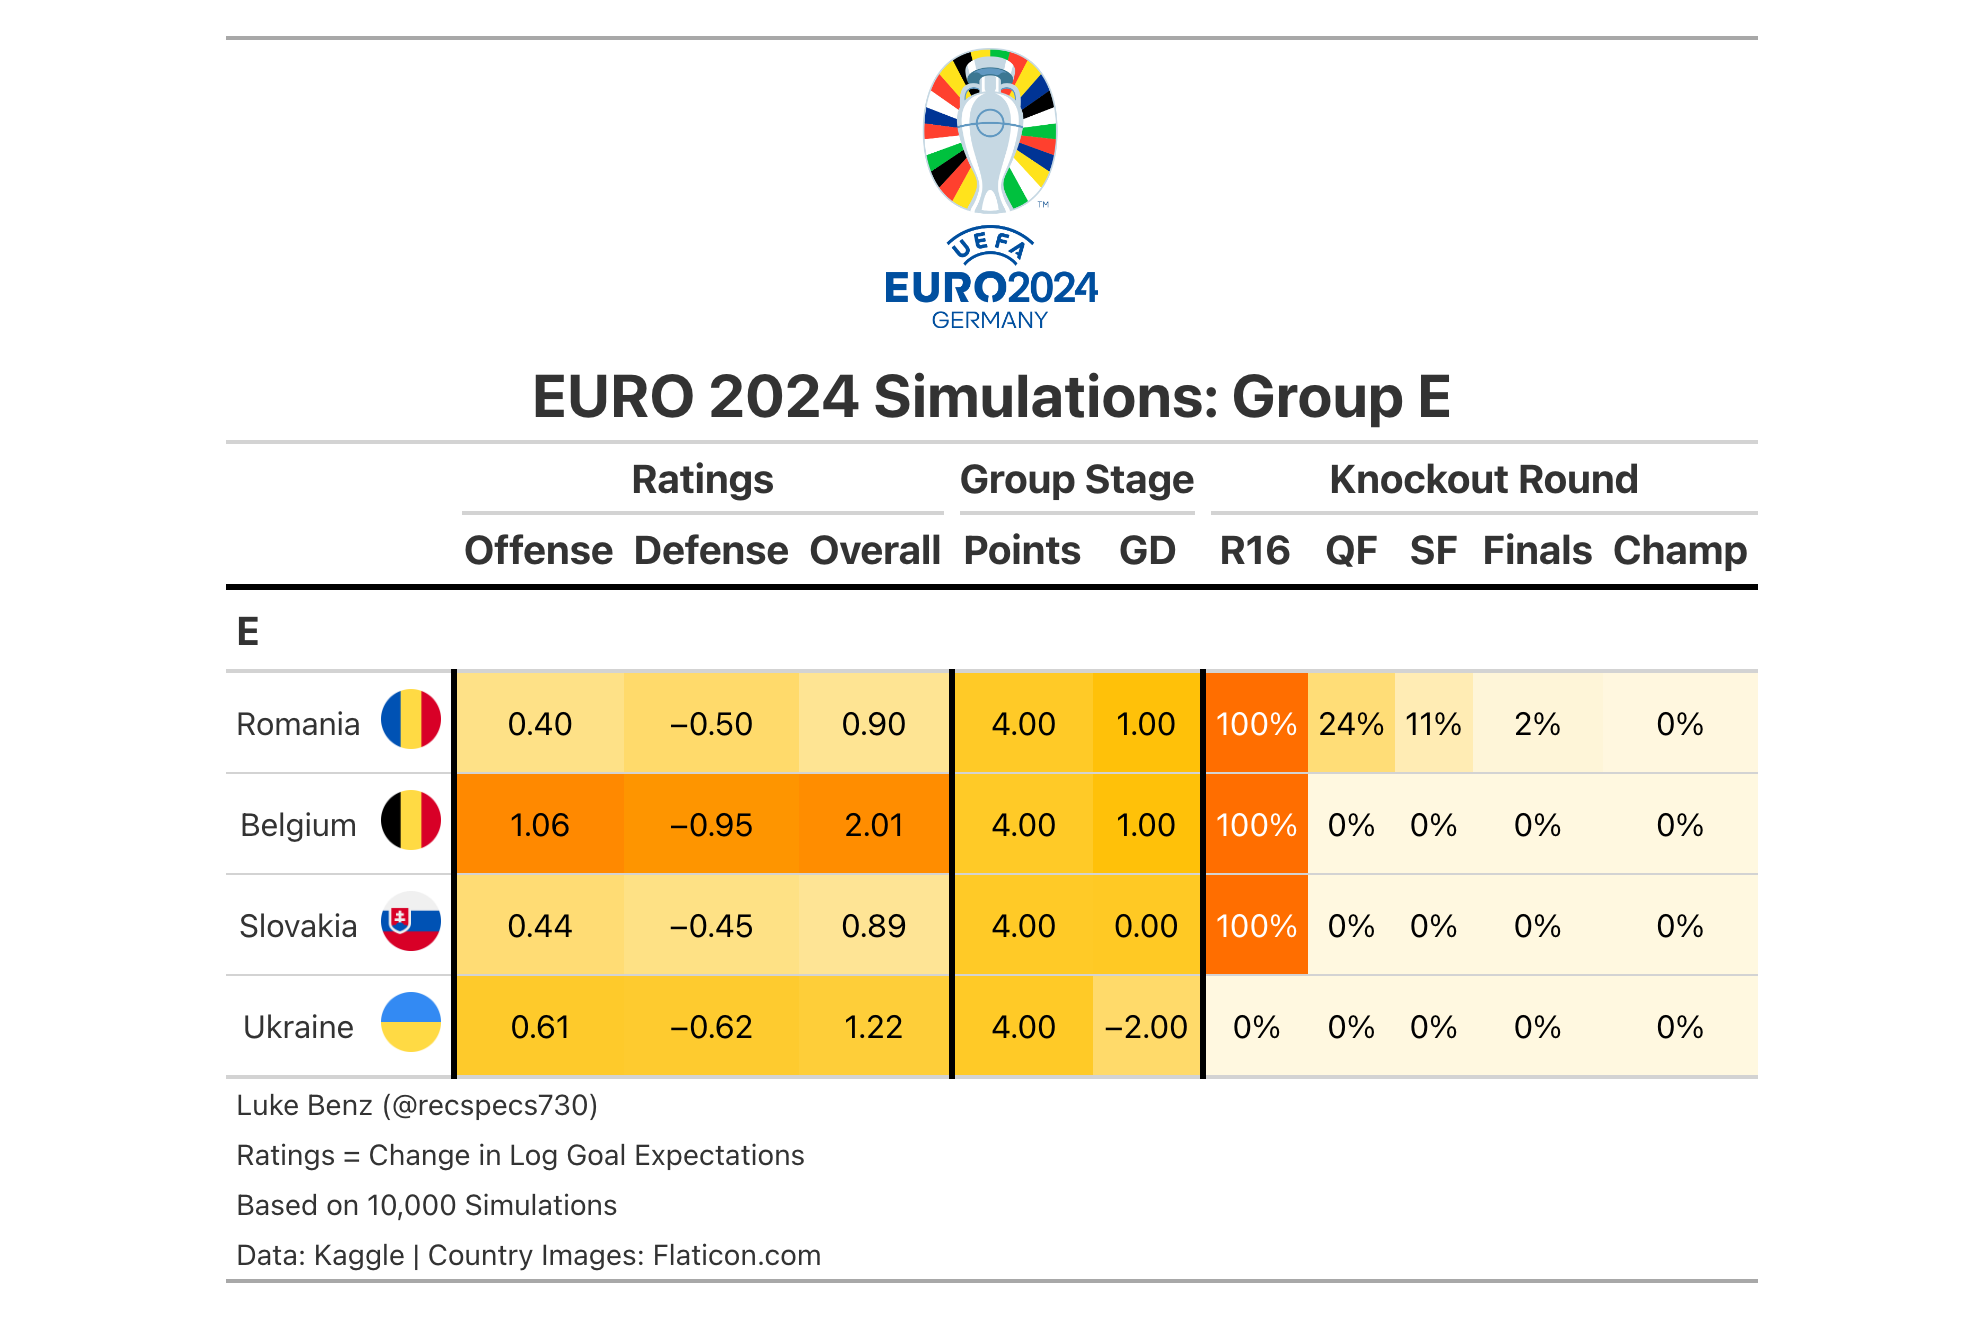 TM
UEFA
EURO2024
GERMANY
EURO 2024 Simulations: Group E
Ratings Group Stage Knockout Round
Offense Defense Overall Points GD R16 QF SF Finals Champ
E
Romania 0.40 −0.50 0.90 4.00 1.00 100% 24% 11% 2% 0%
Belgium 1.06 −0.95 2.01 4.00 1.00 100% 0% 0% 0% 0%
Slovakia 0.44 −0.45 0.89 4.00 0.00 100% 0% 0% 0% 0%
Ukraine 0.61 −0.62 1.22 4.00 −2.00 0% 0% 0% 0% 0%
Luke Benz (@recspecs730)
Ratings = Change in Log Goal Expectations
Based on 10,000 Simulations
Data: Kaggle | Country Images: Flaticon.com